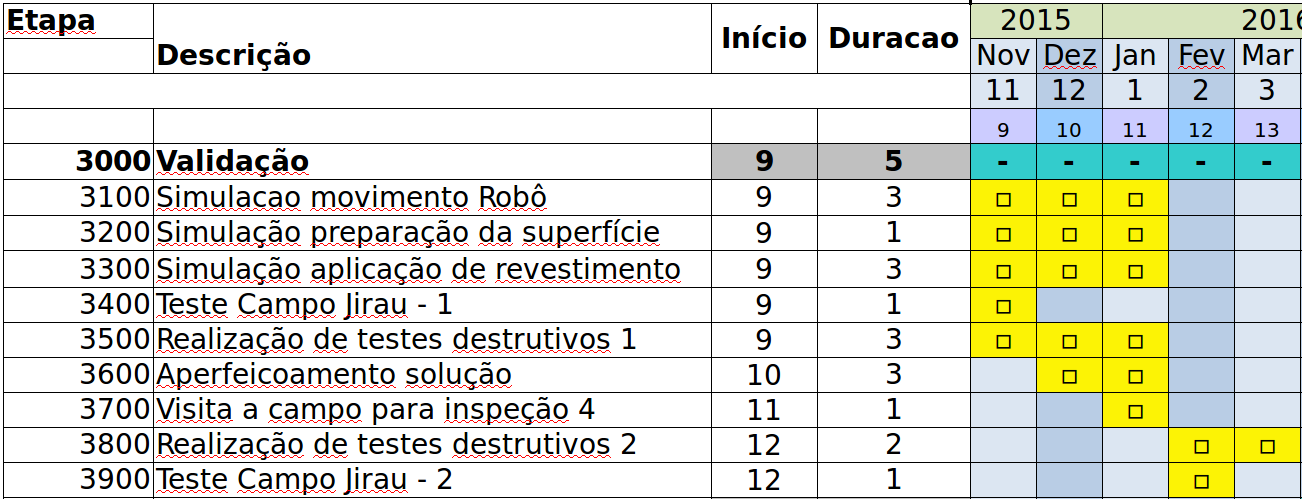 Etapa Descrição Início Duracao 2015 2016
Nov Dez Jan Fev Mar
11 12 1 2 3
9 10 11 12 13
3000 Validação 9 5 - - - - -
3100 Simulacao movimento Robô 9 3 □ □ □
3200 Simulação preparação da superfície 9 1 □ □ □
3300 Simulação aplicação de revestimento 9 3 □ □ □
3400 Teste Campo Jirau - 1 9 1 □
3500 Realização de testes destrutivos 1 9 3 □ □ □
3600 Aperfeicoamento solução 10 3 □ □
3700 Visita a campo para inspeção 4 11 1 □
3800 Realização de testes destrutivos 2 12 2 □ □
3900 Teste Campo Jirau - 2 12 1 □